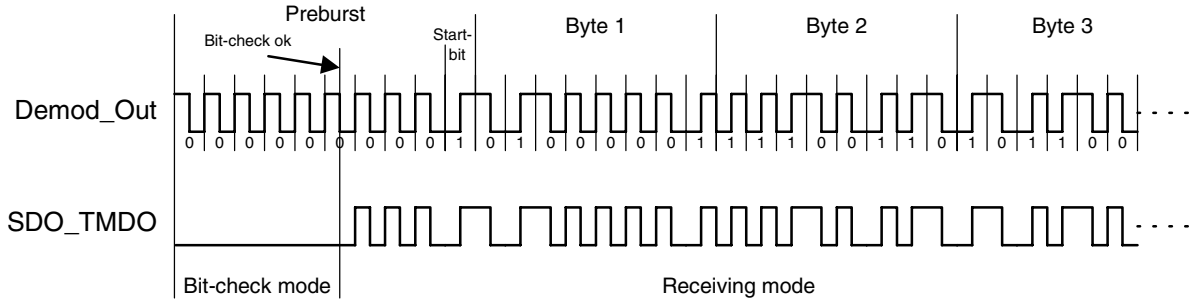 Preburst
Bit-check ok
Start-
bit
Byte 1
Byte 2
Byte 3
Demod_Out
0 0 0 0 0 0 0 0 0 1 0 1 0 0 0 0 0 1 1 1 1 0 0 1 1 0 1 0 1 1 0 0
SDO_TMDO
Bit-check mode
Receiving mode